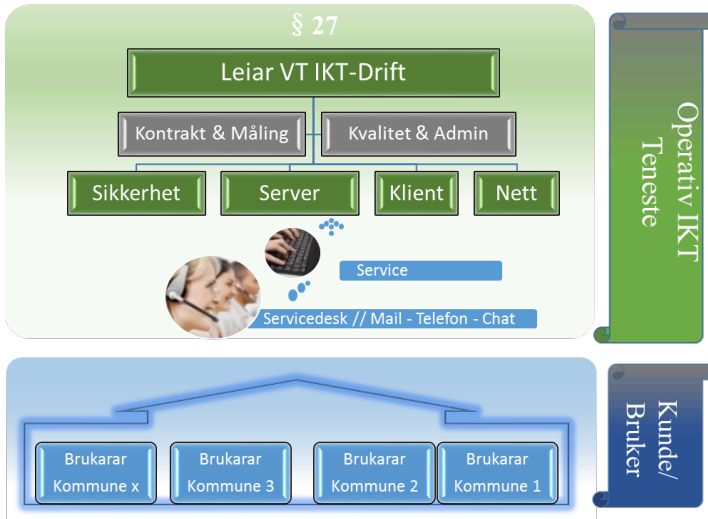 § 27
Leiar VT IKT-Drift
Kontrakt & Måling
Kvalitet & Admin
Sikkerhet
Server
Klient
Nett
Service
Servicedesk // Mail - Telefon - Chat
Operativ IKT
Teneste
Brukarar
Kommune x
Brukarar
Kommune 3
Brukarar
Kommune 2
Brukarar
Kommune 1
Kunde/
Bruker